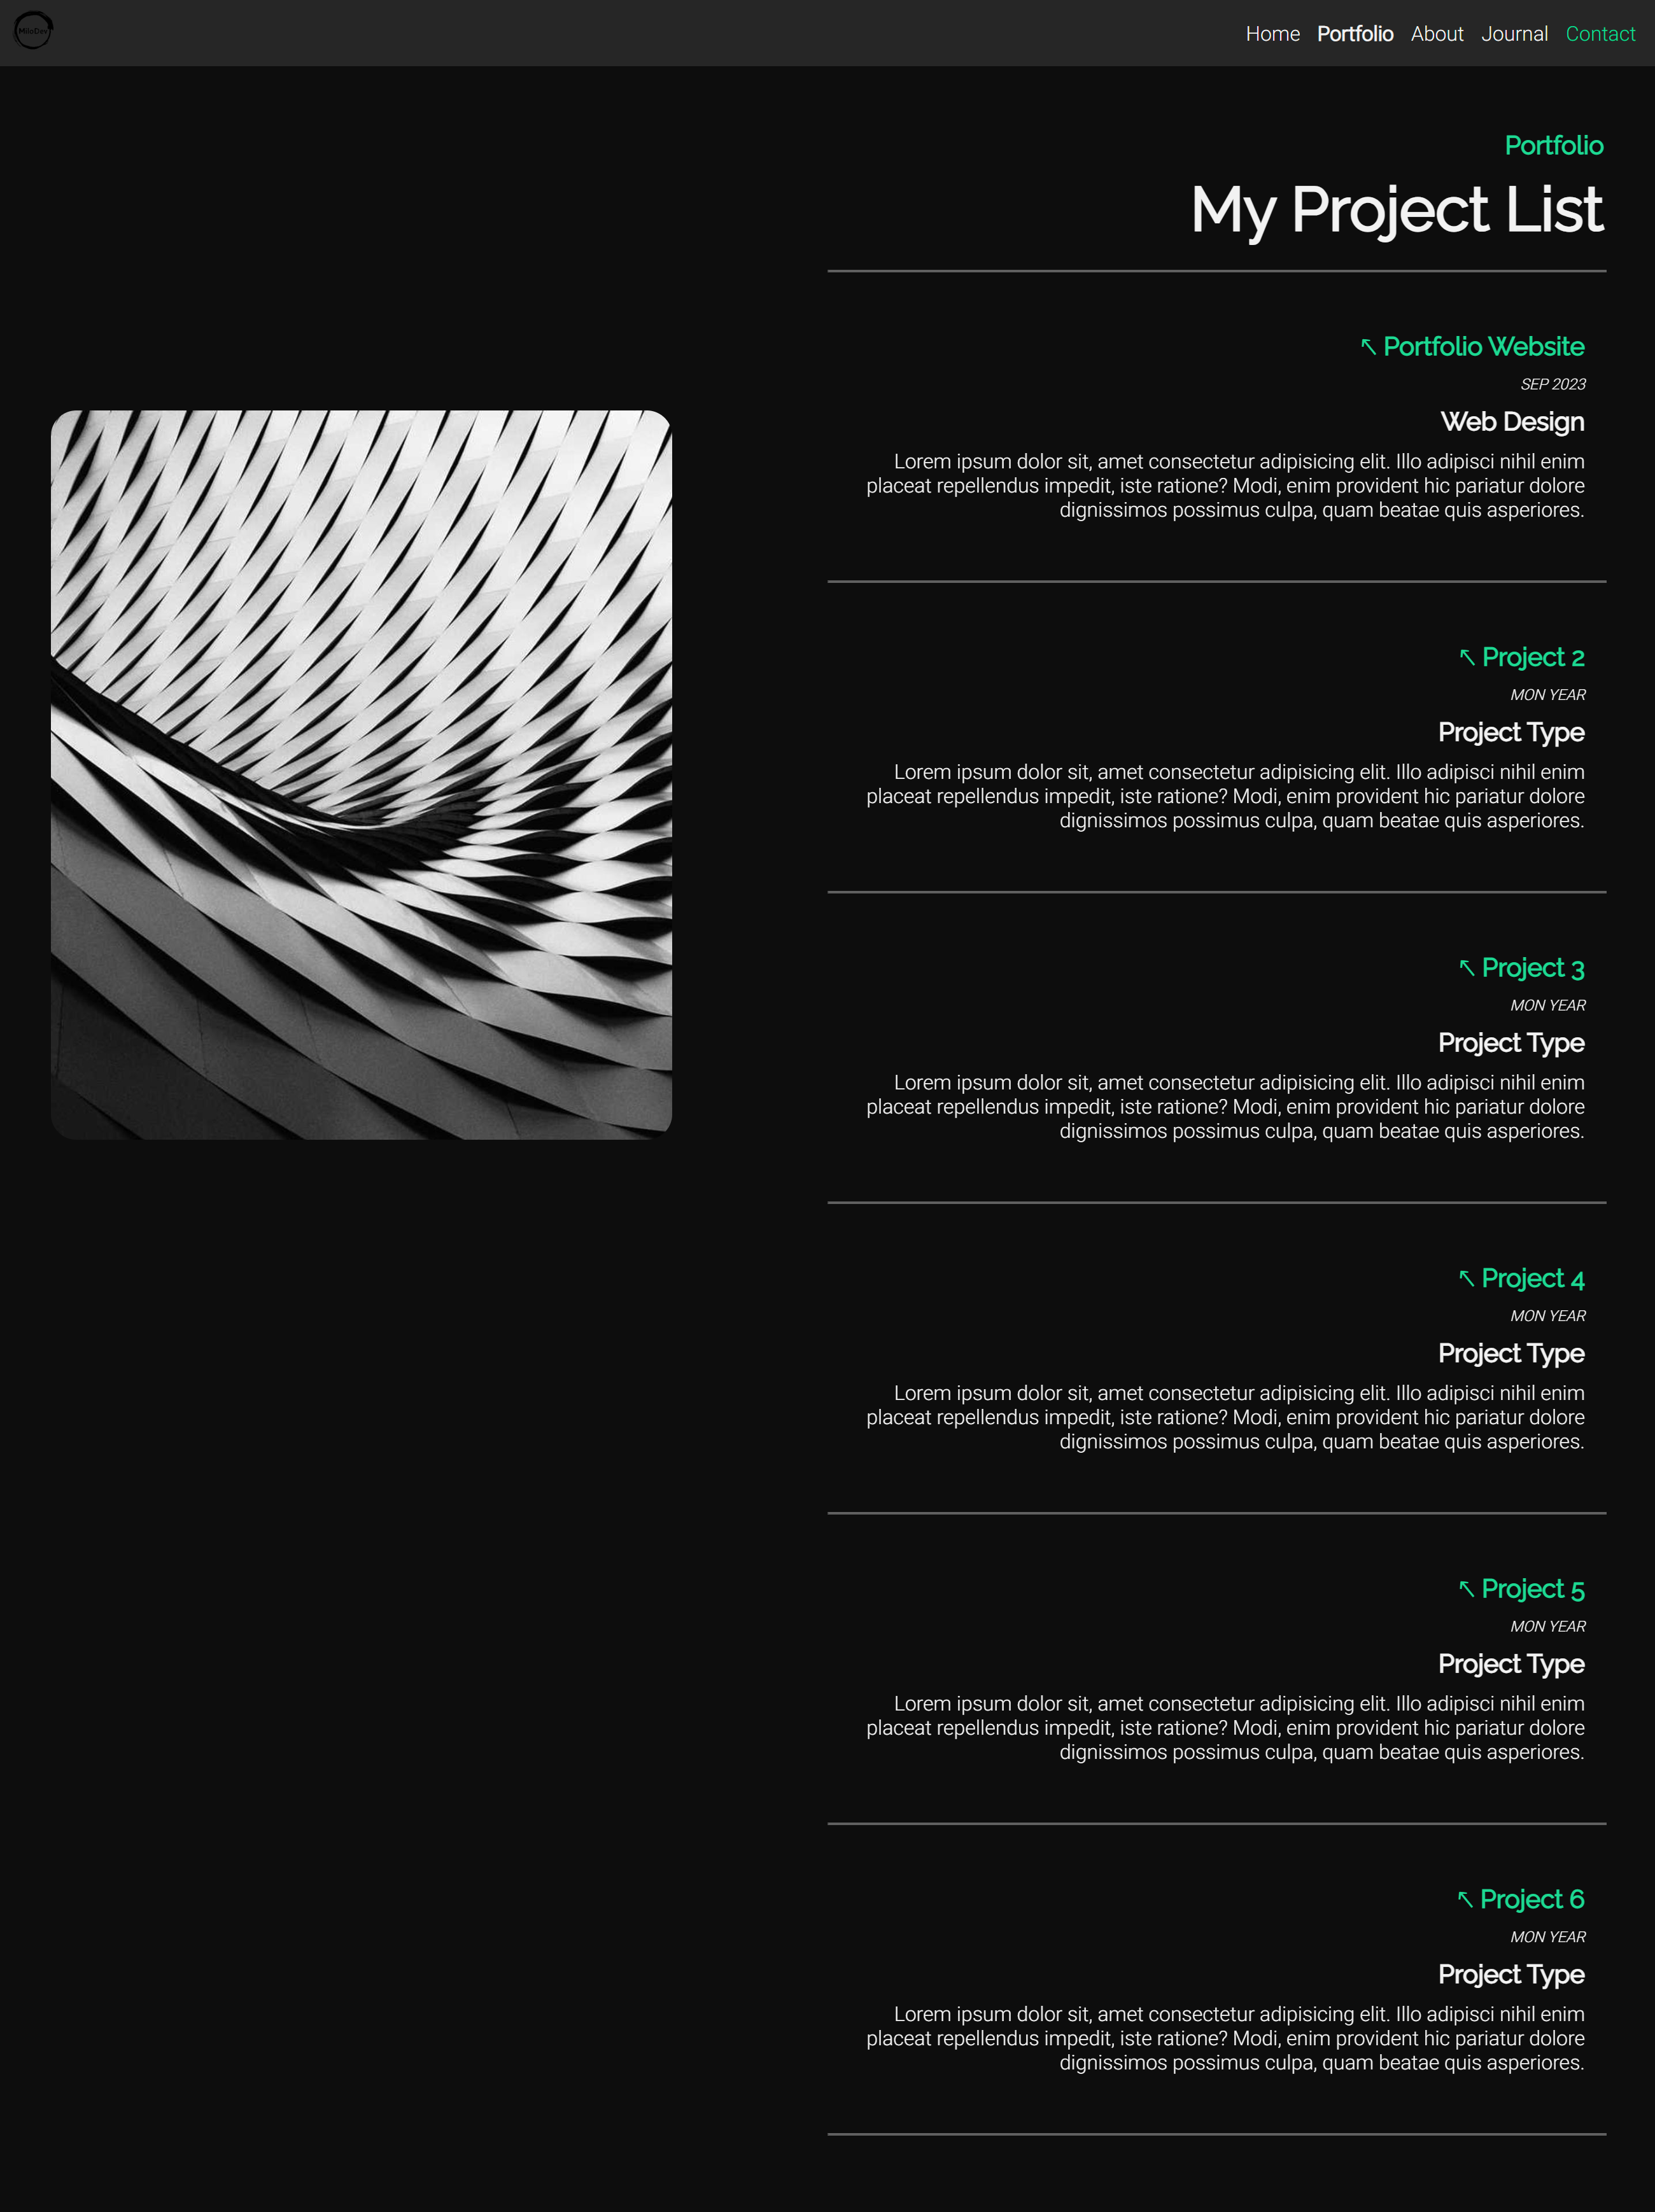 MiloDev
Home Portfolio About Journal Contact
Portfolio
My Project List
↖ Portfolio Website
SEP 2023
Web Design
Lorem ipsum dolor sit, amet consectetur adipisicing elit. Illo adipisci nihil enim
placeat repellendus impedit, iste ratione? Modi, enim provident hic pariatur dolore
dignissimos possimus culpa, quam beatae quis asperiores.
↖ Project 2
MON YEAR
Project Type
Lorem ipsum dolor sit, amet consectetur adipisicing elit. Illo adipisci nihil enim
placeat repellendus impedit, iste ratione? Modi, enim provident hic pariatur dolore
dignissimos possimus culpa, quam beatae quis asperiores.
↖ Project 3
MON YEAR
Project Type
Lorem ipsum dolor sit, amet consectetur adipisicing elit. Illo adipisci nihil enim
placeat repellendus impedit, iste ratione? Modi, enim provident hic pariatur dolore
dignissimos possimus culpa, quam beatae quis asperiores.
↖ Project 4
MON YEAR
Project Type
Lorem ipsum dolor sit, amet consectetur adipisicing elit. Illo adipisci nihil enim
placeat repellendus impedit, iste ratione? Modi, enim provident hic pariatur dolore
dignissimos possimus culpa, quam beatae quis asperiores.
↖ Project 5
MON YEAR
Project Type
Lorem ipsum dolor sit, amet consectetur adipisicing elit. Illo adipisci nihil enim
placeat repellendus impedit, iste ratione? Modi, enim provident hic pariatur dolore
dignissimos possimus culpa, quam beatae quis asperiores.
↖ Project 6
MON YEAR
Project Type
Lorem ipsum dolor sit, amet consectetur adipisicing elit. Illo adipisci nihil enim
placeat repellendus impedit, iste ratione? Modi, enim provident hic pariatur dolore
dignissimos possimus culpa, quam beatae quis asperiores.